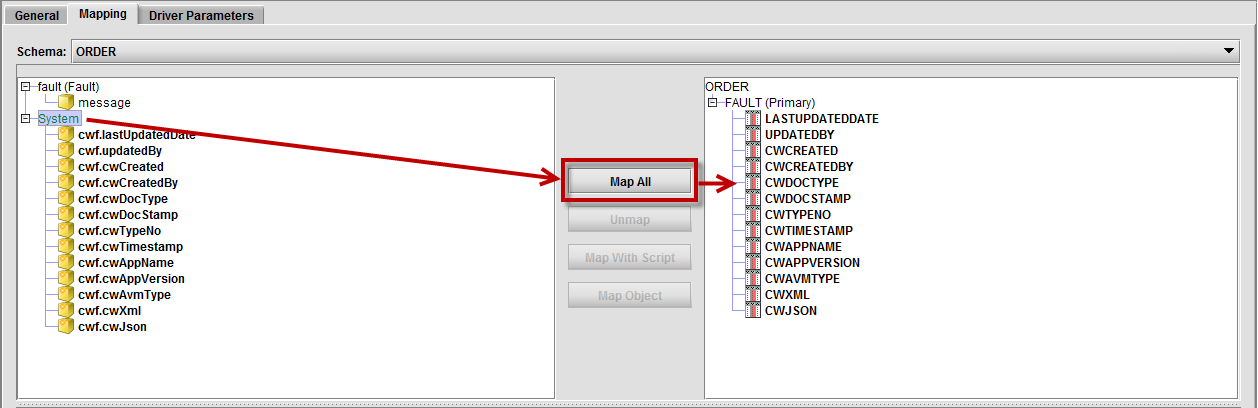 General Mapping Driver Parameters
Schema: ORDER
fault (Fault)
message
System
cwf.lastUpdatedDate
cwf.updatedBy
cwf.cwCreated
cwf.cwCreatedBy
cwf.cwDocType
cwf.cwDocStamp
cwf.cwTypeNo
cwf.cwTimestamp
cwf.cwAppName
cwf.cwAppVersion
cwf.cwAvmType
cwf.cwXml
cwf.cwJson
Map All
Unmap
Map With Script
Map Object
ORDER
FAULT (Primary)
LASTUPDATEDDATE
UPDATEDBY
CWCREATED
CWCREATEDBY
CWDOCTYPE
CWDOCSTAMP
CWTYPENO
CWTIMESTAMP
CWAPPNAME
CWAPPVERSION
CWAVMTYPE
CWXML
CWJSON